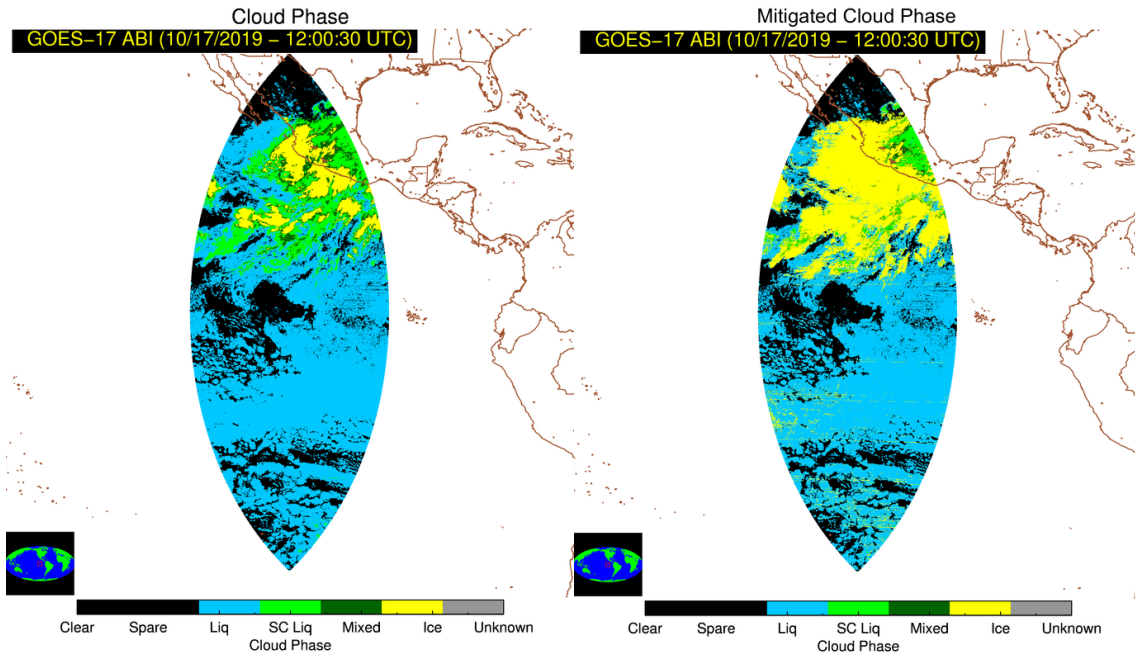 Cloud Phase
GOES−17 ABI (10/17/2019 − 12:00:30 UTC)
Clear Spare Liq SC Liq Mixed Ice Unknown
Cloud Phase
Mitigated Cloud Phase
GOES−17 ABI (10/17/2019 − 12:00:30 UTC)
Clear Spare Liq SC Liq Mixed Ice Unknown
Cloud Phase